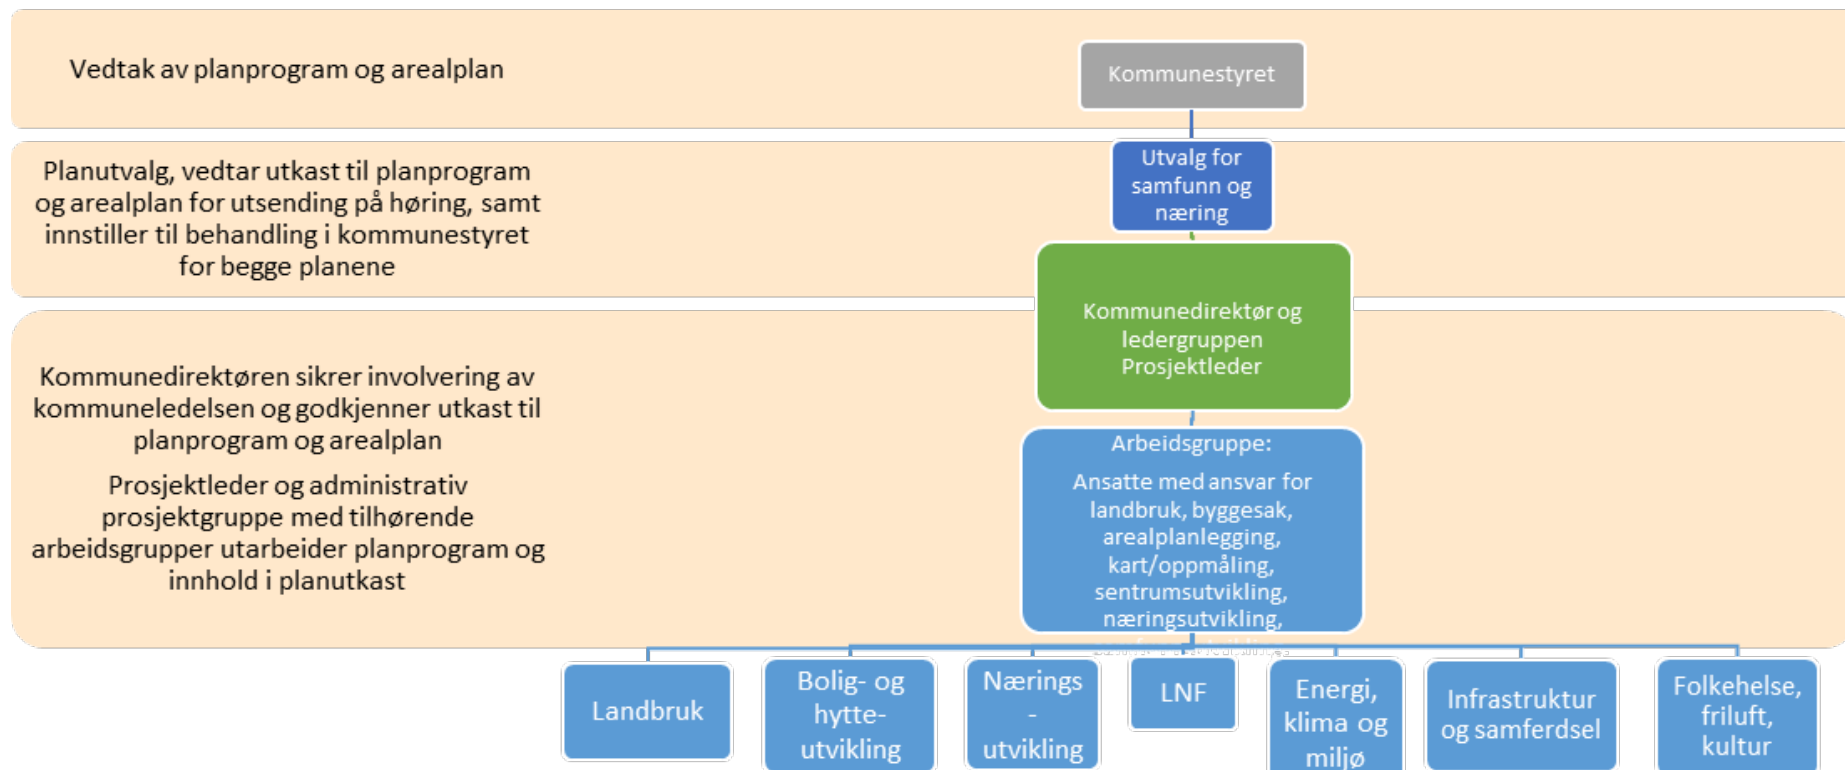 Vedtak av planprogram og arealplan
Kommunestyret
Planutvalg, vedtar utkast til planprogram
og arealplan for utsending på høring, samt
innstiller til behandling i kommunestyret
for begge planene
Utvalg for
samfunn og
næring
Kommunedirektøren sikrer involvering av
kommuneledelsen og godkjenner utkast til
planprogram og arealplan
Prosjektleder og administrativ
prosjektgruppe med tilhørende
arbeidsgrupper utarbeider planprogram og
innhold i planutkast
Kommunedirektør og
ledergruppen
Prosjektleder
Arbeidsgruppe:
Ansatte med ansvar for
landbruk, byggesak,
arealplanlegging,
kart/oppmåling,
sentrumsutvikling,
næringsutvikling,
Landbruk
Bolig- og
hytte-
utvikling
Nærings
-
utvikling
LNF
Energi,
klima og
miljø
Infrastruktur
og samferdsel
Folkehelse,
friluft,
kultur